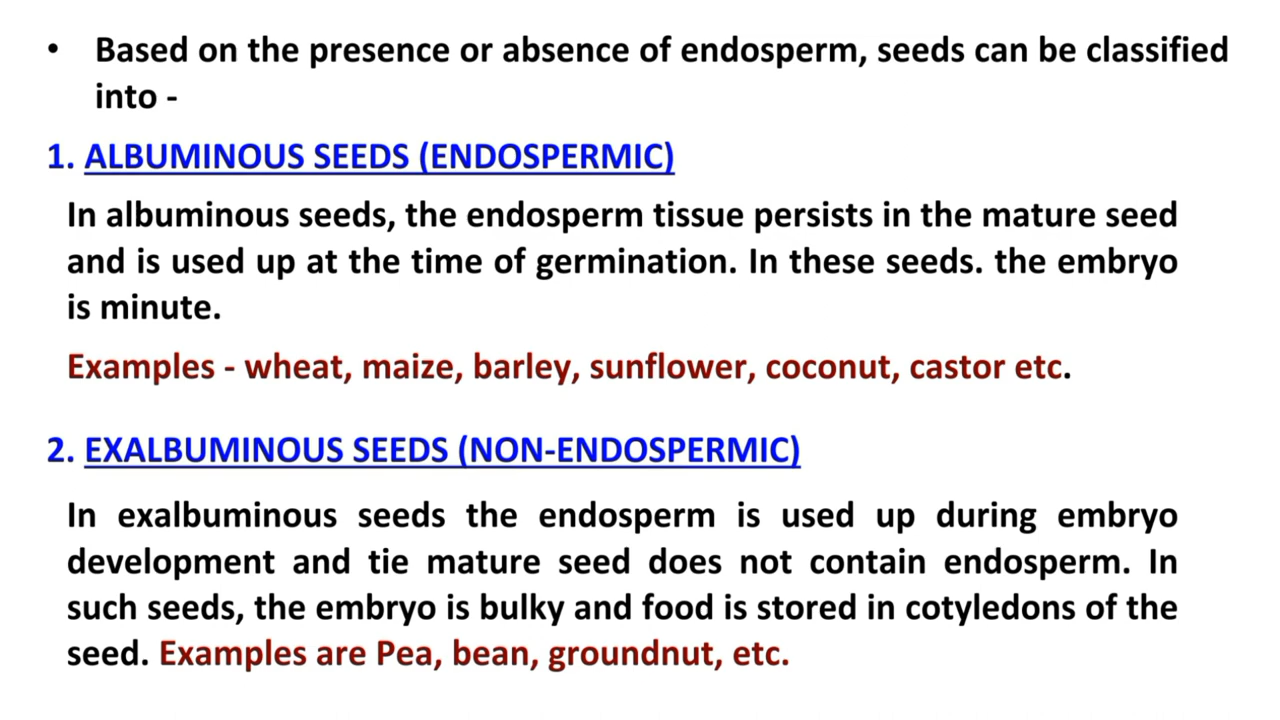 • Based on the presence or absence of endosperm, seeds can be classified
into -
1. ALBUMINOUS SEEDS (ENDOSPERMIC)
In albuminous seeds, the endosperm tissue persists in the mature seed
and is used up at the time of germination. In these seeds. the embryo
is minute.
Examples - wheat, maize, barley, sunflower, coconut, castor etc.
2. EXALBUMINOUS SEEDS (NON-ENDOSPERMIC)
In exalbuminous seeds the endosperm is used up during embryo
development and tie mature seed does not contain endosperm. In
such seeds, the embryo is bulky and food is stored in cotyledons of the
seed. Examples are Pea, bean, groundnut, etc.